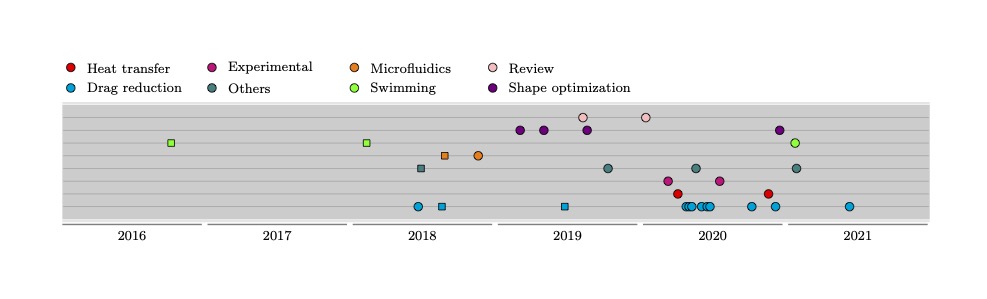 Heat transfer Experimental Microfluidics Review
Drag reduction Others Swimming Shape optimization
2016 2017 2018 2019 2020 2021